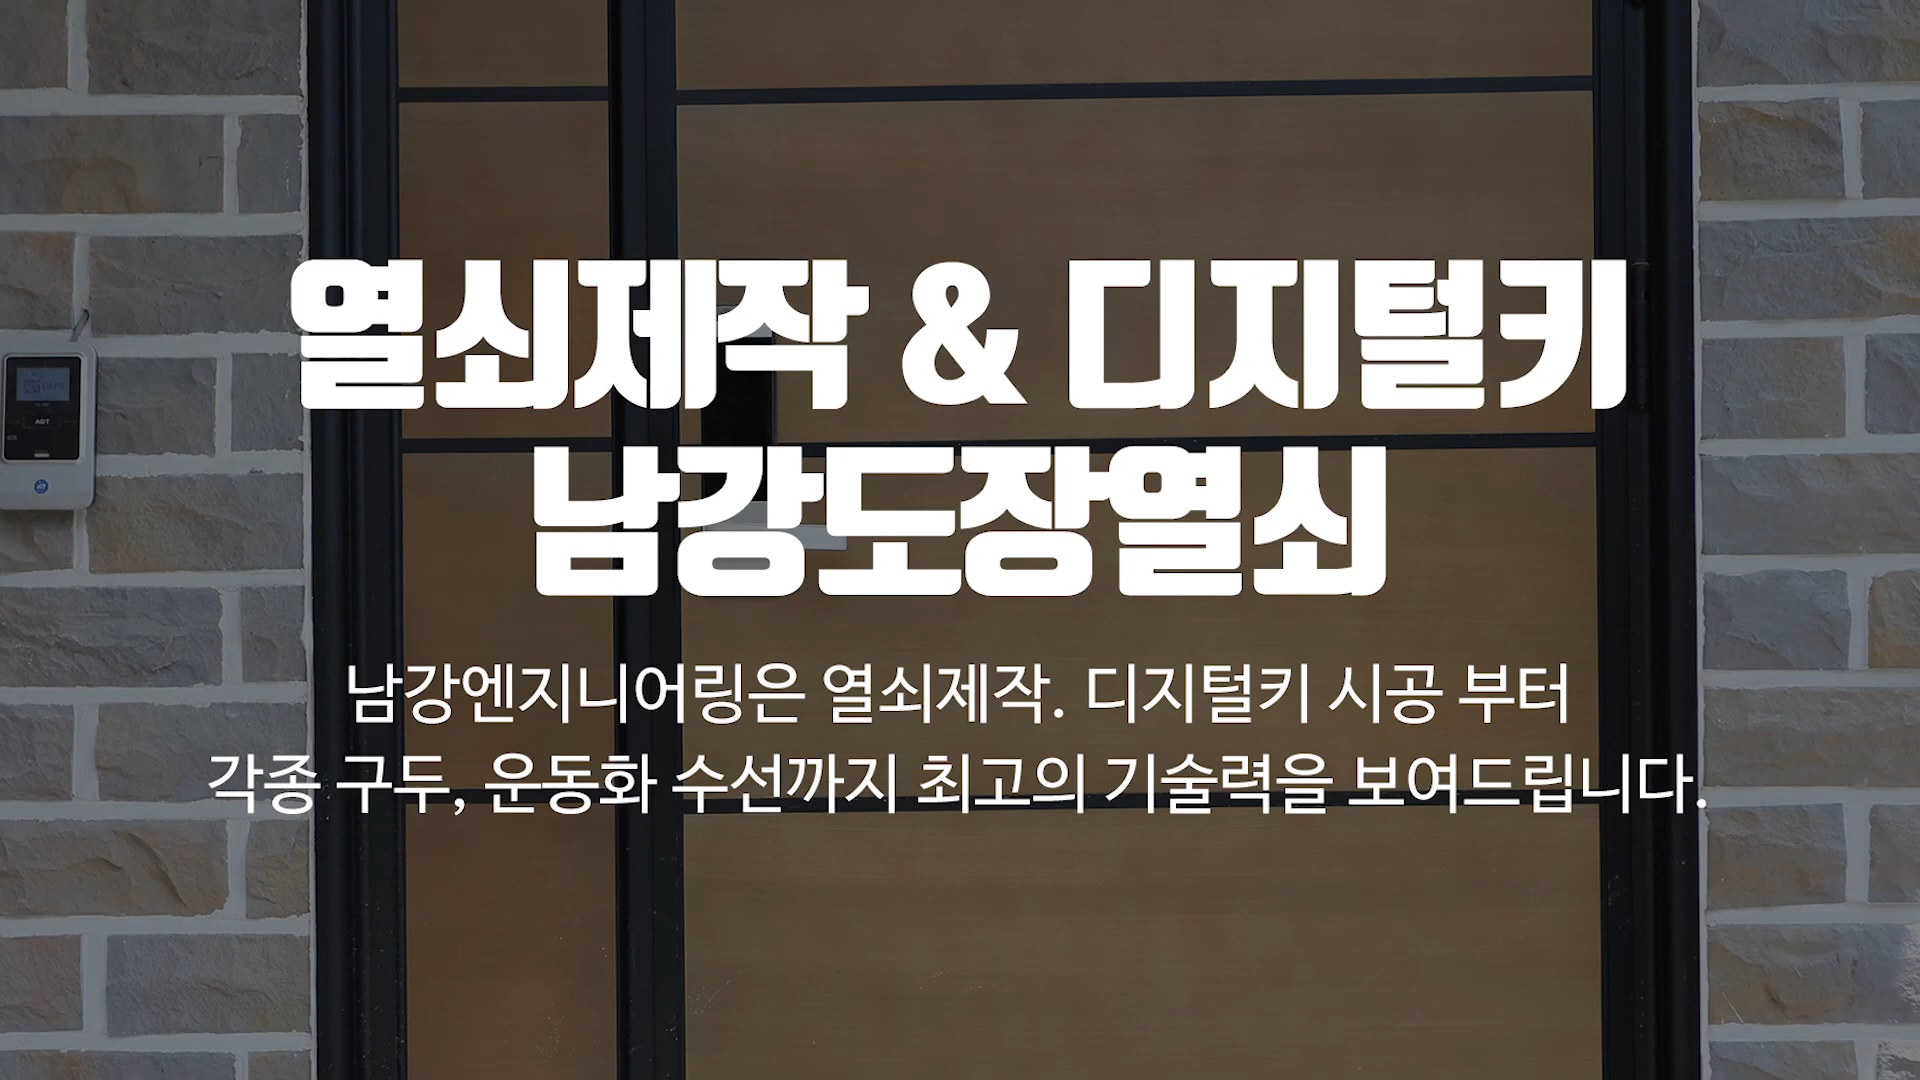 열쇠제작 & 디지털키
남강도장열쇠
남강엔지니어링은 열쇠제작. 디지털키 시공 부터
각종 구두, 운동화 수선까지 최고의 기술력을 보여드립니다.
ADT